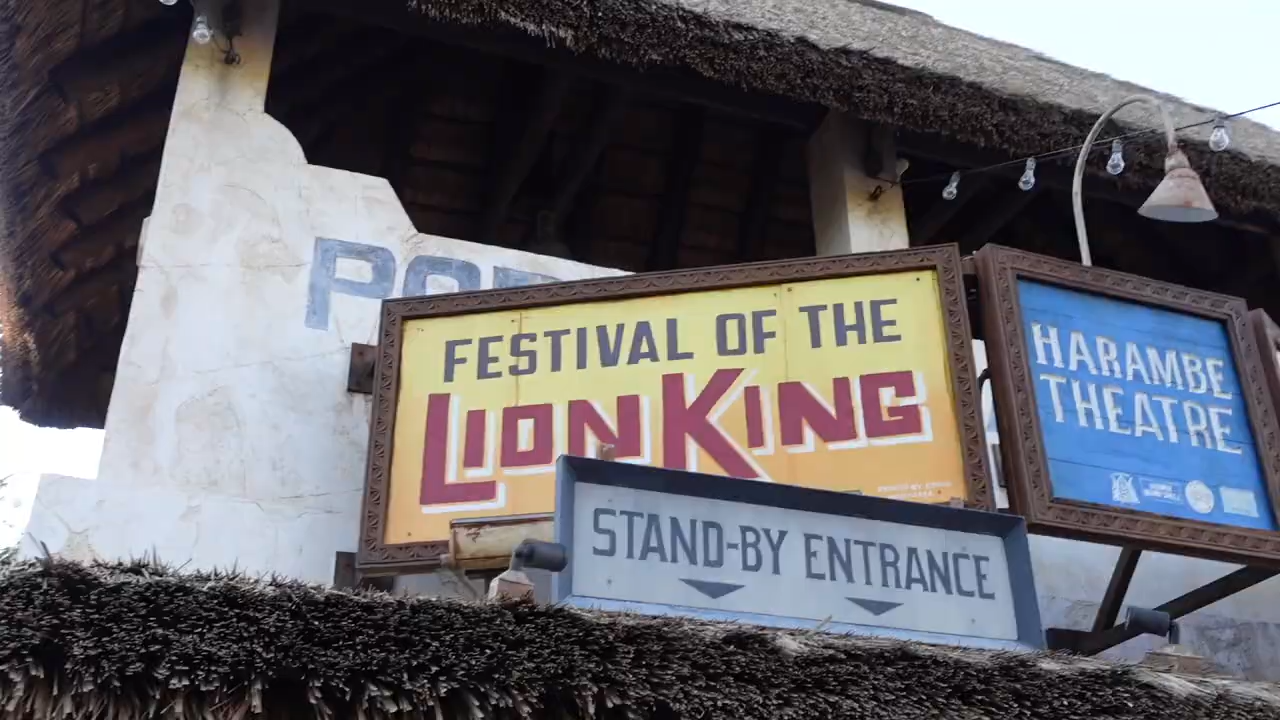 FESTIVAL OF THE
LION KING
STAND-BY ENTRANCE
HARAMBE
THEATRE